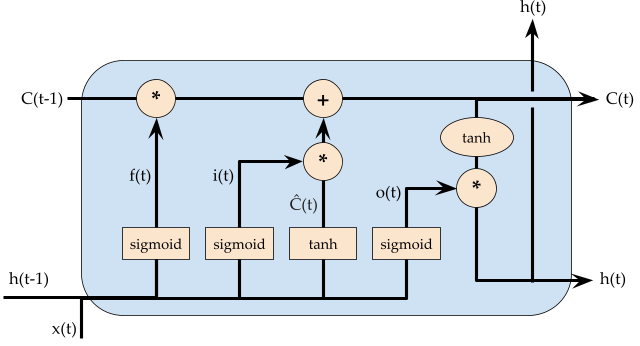 h(t)
C(t-1)
*
+
C(t)
tanh
f(t)
i(t)
*
o(t)
*
Ĉ(t)
sigmoid
sigmoid
tanh
sigmoid
h(t-1)
h(t)
x(t)